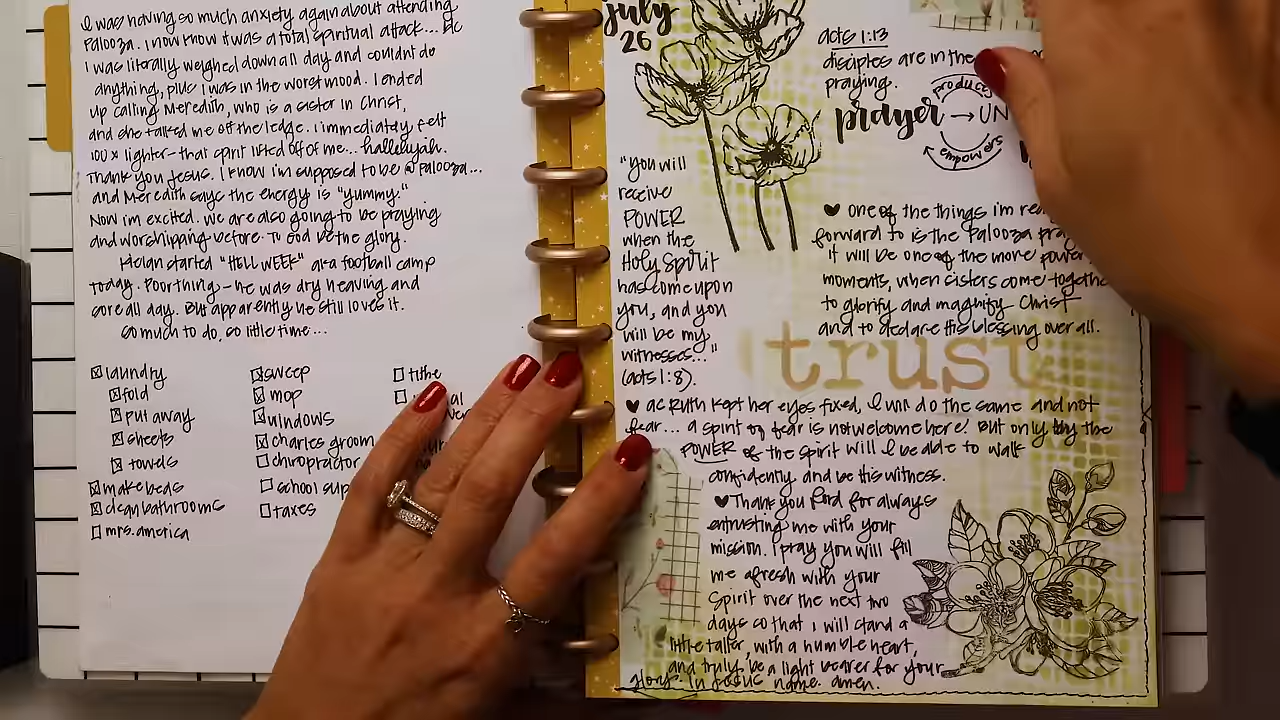 I was having so much anxiety again about attending
Palooza. I now know it was a total spiritual attack... bc
I was literally weighed down all day and couldnt do
anything, plus I was in the worst mood. I ended
up calling Meredith, who is a sister in Christ,
and she talked me off the ledge. I immediately felt
100x lighter- that spirit lifted off of me... hallelujah.
Thank you Jesus. I know I'm supposed to be @ Palooza...
and Meredith says the energy is "yummy."
Now im excited. We are also going to be praying
and worshipping before. To God be the glory.
started "HELL WEEK" aka football camp
today. Poor thing- he was dry heaving and
sore all day. But apparently he still loves it.
So much to do, so little time...
laundry
fold
put away
sheets
towels
make beds
clean bathrooms
mrs. america
sweep
mop
windows
charles groom
chiropractor
school sup
taxes
tithe
july
26
acts 1:13
disciples are in the
praying.
produces
prayer → UN
empowers
"You will
receive
POWER
when the
Holy Spirit
has come upon
you, and you
will be my
witnesses..."
(acts 1:8).
♥ One of the things i'm
forward to is the Palooza
it will be one of the more
moments, when sisters come
to glorify and magnify Christ
and to declare His blessing over all.
trust
♥ as Ruth kept her eyes fixed, I will do the same and not
fear... a spirit of fear is not welcome here! But only by the
POWER of the spirit will I be able to walk
confidently and be his witness.
♥ Thank you Lord for always
entrusting me with your
mission. I pray you will fill
me afresh with your
Spirit over the next two
days so that I will stand a
little taller, with a humble heart,
and truly be a light bearer for your
glory. In Jesus name. amen.